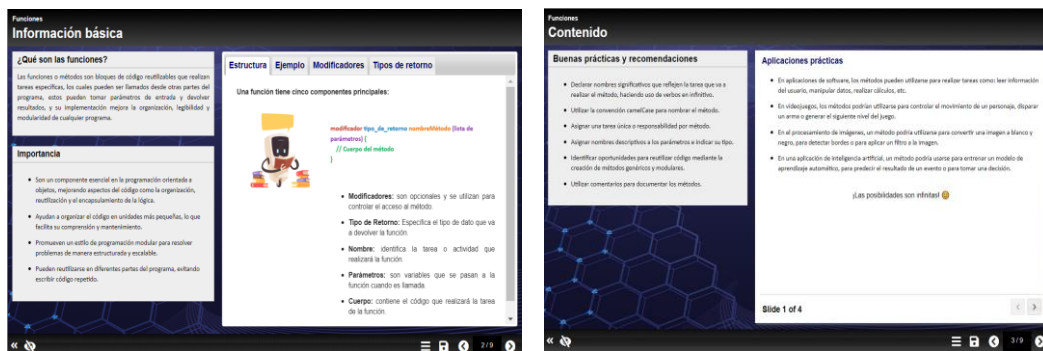 Funciones
Información básica
¿Qué son las funciones?
Las funciones o métodos son bloques de código reutilizables que realizan
tareas específicas, los cuales pueden ser llamados desde otras partes del
programa, estos pueden tomar parámetros de entrada y devolver
resultados, y su implementación mejora la organización, legibilidad y
modularidad de cualquier programa.
Importancia
• Son un componente esencial en la programación orientada a
objetos, mejorando aspectos del código como la organización,
reutilización y el encapsulamiento de la lógica.
• Ayudan a organizar el código en unidades más pequeñas, lo que
facilita su comprensión y mantenimiento.
• Promueven un estilo de programación modular para resolver
problemas de manera estructurada y escalable.
• Pueden reutilizarse en diferentes partes del programa, evitando
escribir código repetido.
Estructura Ejemplo Modificadores Tipos de retorno
Una función tiene cinco componentes principales:
modificador tipo_de_retorno nombreMétodo (lista de
parámetros) {
// Cuerpo del método
}
• Modificadores: son opcionales y se utilizan para
controlar el acceso al método.
• Tipo de Retorno: Especifica el tipo de dato que va
a devolver la función.
• Nombre: identifica la tarea o actividad que
realizará la función.
• Parámetros: son variables que se pasan a la
función cuando es llamada.
• Cuerpo: contiene el código que realizará la tarea
de la función.
2/9
Funciones
Contenido
Buenas prácticas y recomendaciones
• Declarar nombres significativos que reflejen la tarea que va a
realizar el método, haciendo uso de verbos en infinitivo.
• Utilizar la convención camelCase para nombrar el método.
• Asignar una tarea única o responsabilidad por método.
• Asignar nombres descriptivos a los parámetros e indicar su tipo.
• Identificar oportunidades para reutilizar código mediante la
creación de métodos genéricos y modulares.
• Utilizar comentarios para documentar los métodos.
Aplicaciones prácticas
• En aplicaciones de software, los métodos pueden utilizarse para realizar tareas como: leer información
del usuario, manipular datos, realizar cálculos, etc.
• En videojuegos, los métodos podrían utilizarse para controlar el movimiento de un personaje, disparar
un arma o generar el siguiente nivel del juego.
• En el procesamiento de imágenes, un método podría utilizarse para convertir una imagen a blanco y
negro, para detectar bordes o para aplicar un filtro a la imagen.
• En una aplicación de inteligencia artificial, un método podría usarse para entrenar un modelo de
aprendizaje automático, para predecir el resultado de un evento o para tomar una decisión.
¡Las posibilidades son infinitas! 😊
Slide 1 of 4
3/9